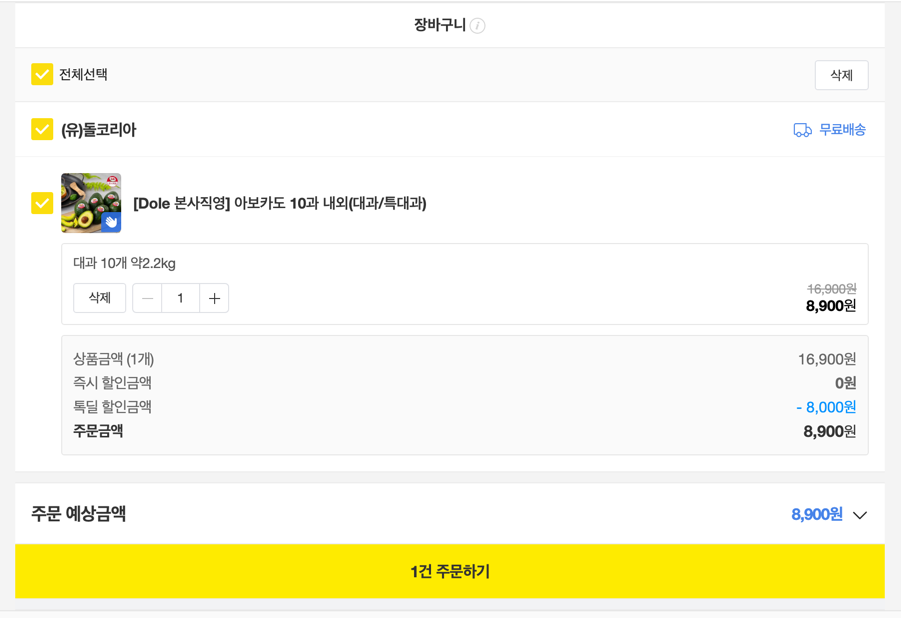 장바구니
전체선택
삭제
(유)돌코리아
무료배송
[Dole 본사직영] 아보카도 10과 내외(대과/특대과)
대과 10개 약2.2kg
삭제
1
16,900원
8,900원
상품금액 (1개)
16,900원
즉시 할인금액
0원
톡딜 할인금액
- 8,000원
주문금액
8,900원
주문 예상금액
8,900원
1건 주문하기